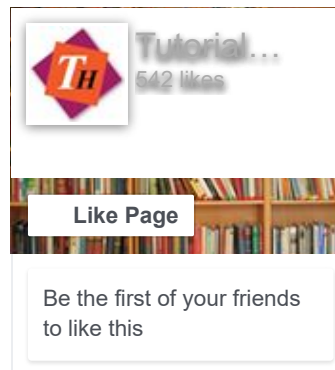 TH
Tutorial...
542 likes
Like Page
Be the first of your friends
to like this